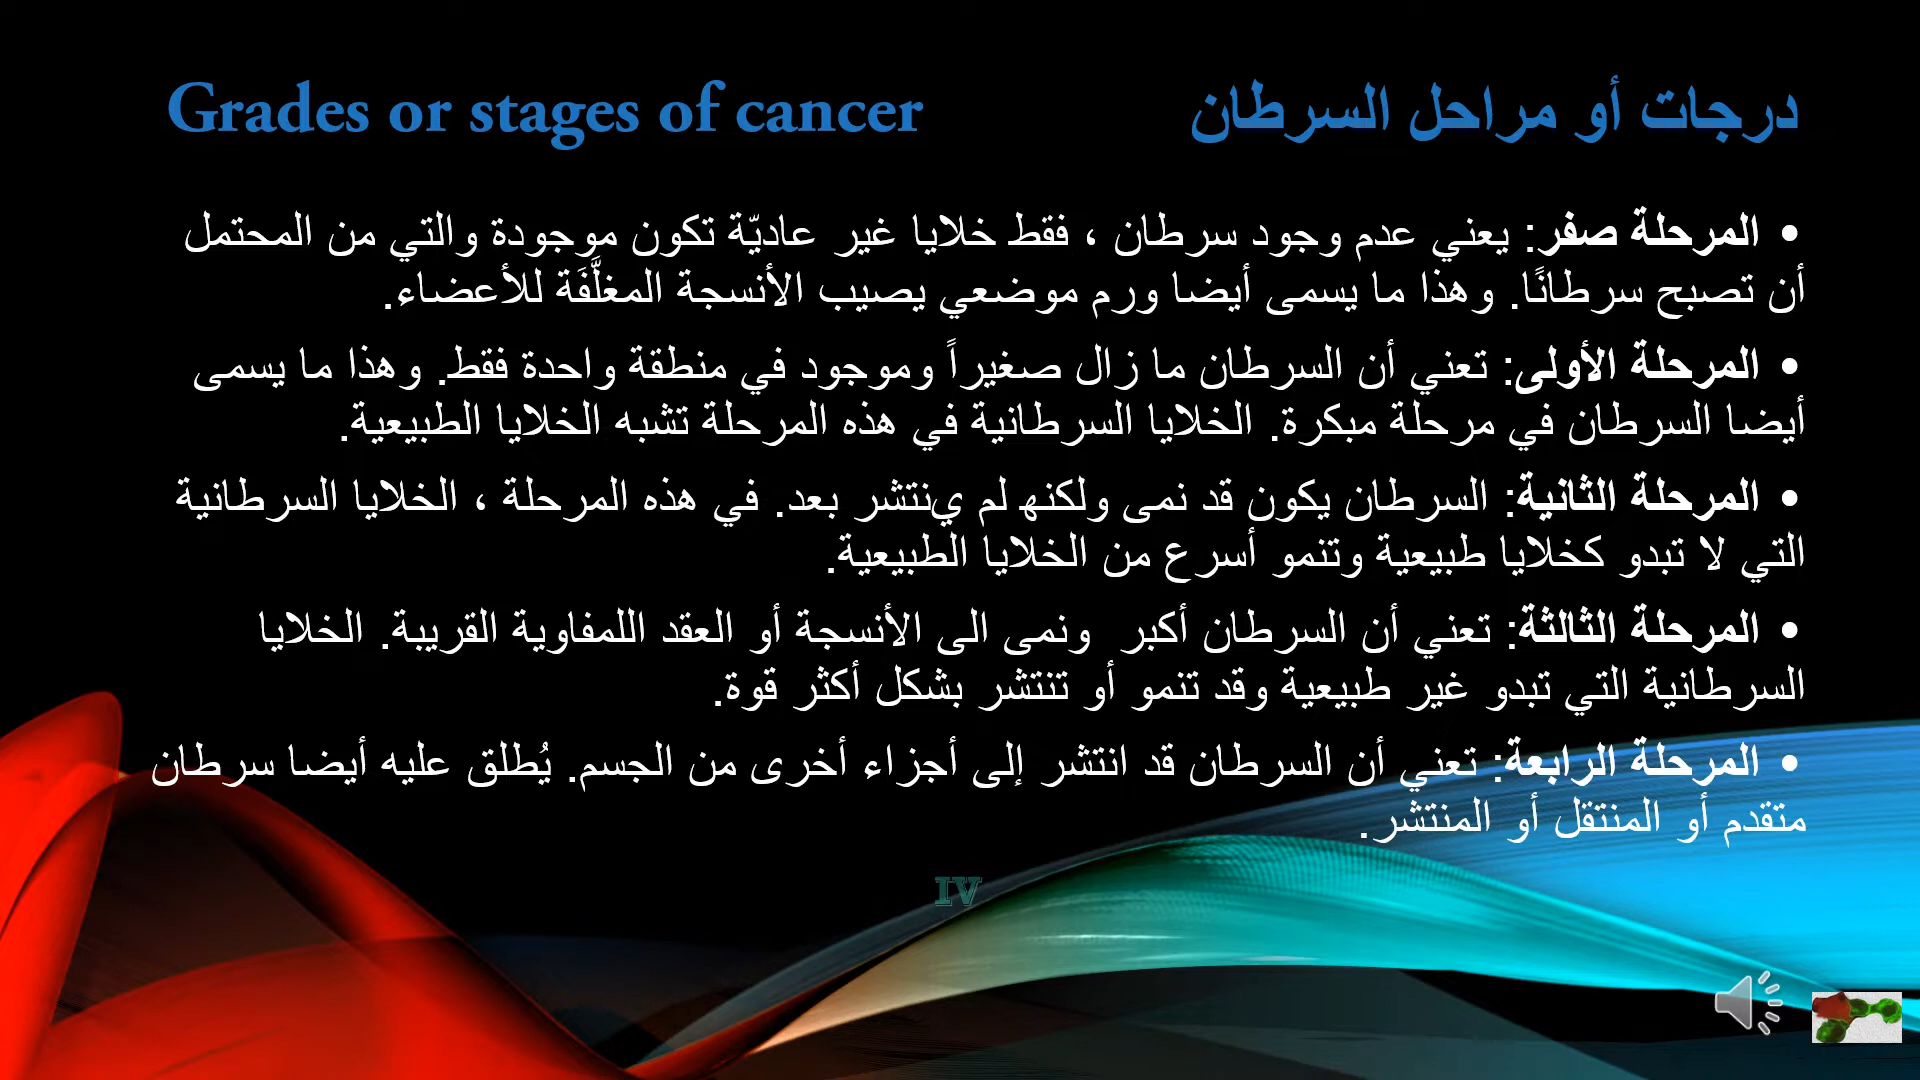 درجات أو مراحل السرطان
Grades or stages of cancer
• المرحلة صفر: يعني عدم وجود سرطان ، فقط خلايا غير عاديّة تكون موجودة والتي من المحتمل
أن تصبح سرطانًا. وهذا ما يسمى أيضا ورم موضعي يصيب الأنسجة المغلَّفَة للأعضاء.
• المرحلة الأولى: تعني أن السرطان ما زال صغيراً وموجود في منطقة واحدة فقط. وهذا ما يسمى
أيضا السرطان في مرحلة مبكرة. الخلايا السرطانية في هذه المرحلة تشبه الخلايا الطبيعية.
• المرحلة الثانية: السرطان يكون قد نمى ولكنه لم ينتشر بعد. في هذه المرحلة ، الخلايا السرطانية
التي لا تبدو كخلايا طبيعية وتنمو أسرع من الخلايا الطبيعية.
• المرحلة الثالثة: تعني أن السرطان أكبر ونمى الى الأنسجة أو العقد اللمفاوية القريبة. الخلايا
السرطانية التي تبدو غير طبيعية وقد تنمو أو تنتشر بشكل أكثر قوة.
• المرحلة الرابعة: تعني أن السرطان قد انتشر إلى أجزاء أخرى من الجسم. يُطلق عليه أيضا سرطان
متقدم أو المنتقل أو المنتشر.
IV